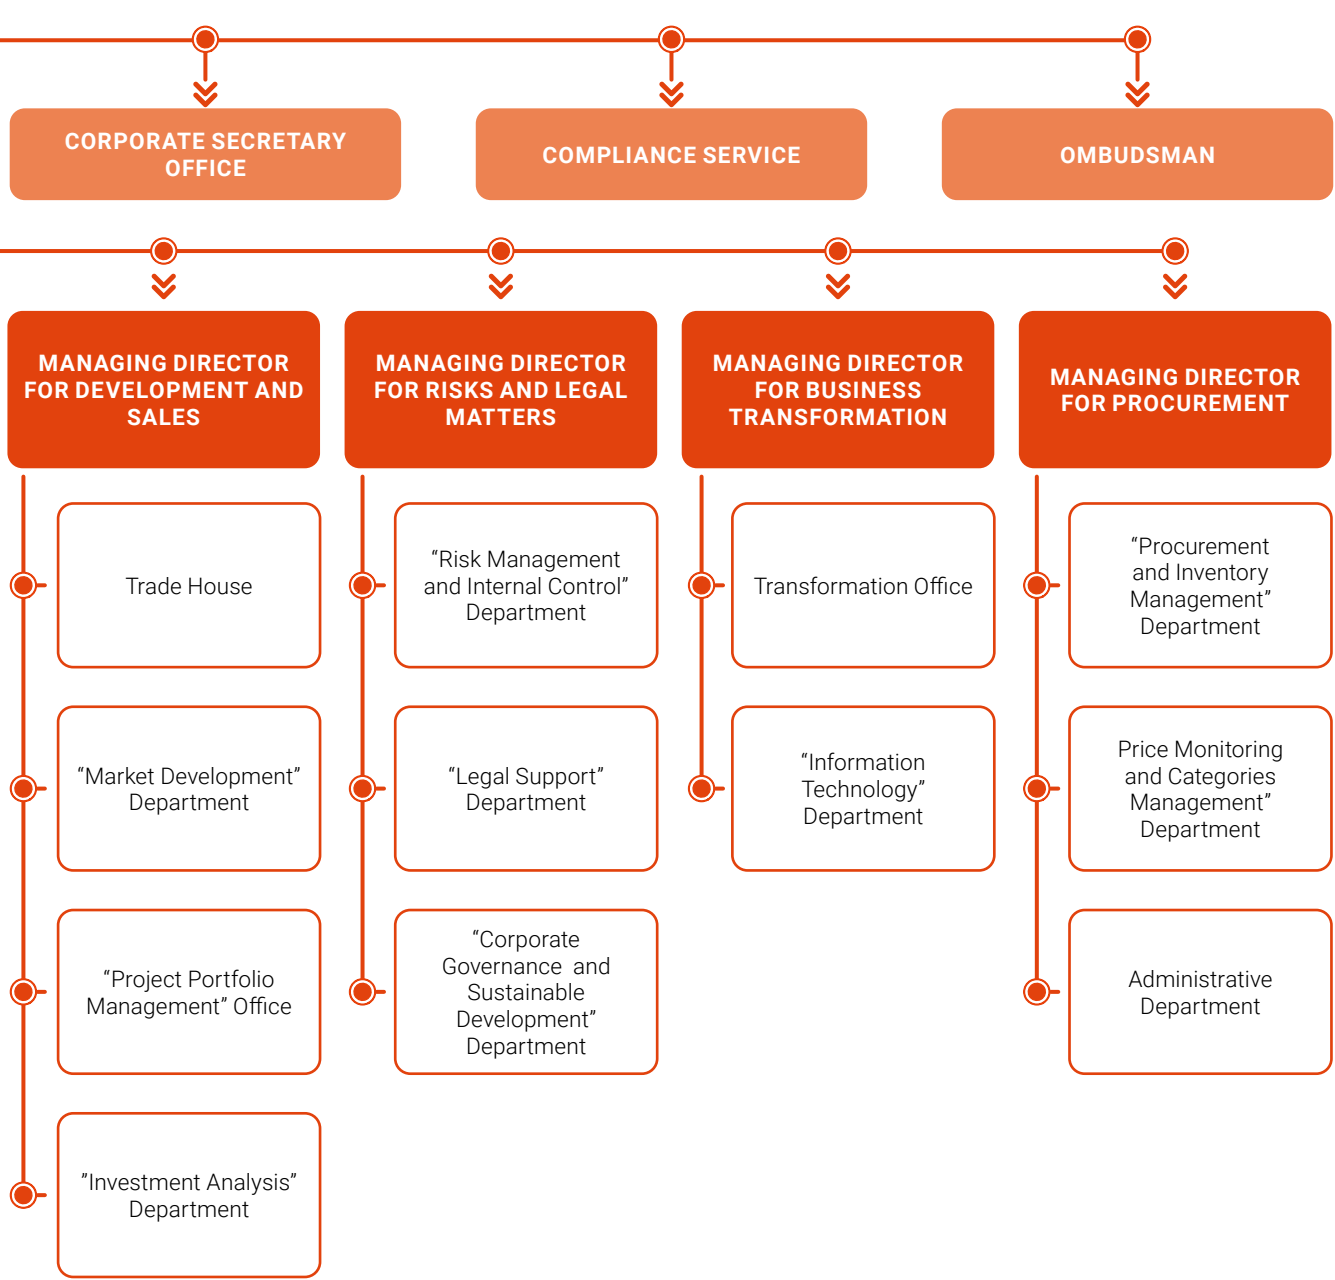 CORPORATE SECRETARY
OFFICE
COMPLIANCE SERVICE
OMBUDSMAN
MANAGING DIRECTOR
FOR DEVELOPMENT AND
SALES
MANAGING DIRECTOR
FOR RISKS AND LEGAL
MATTERS
MANAGING DIRECTOR
FOR BUSINESS
TRANSFORMATION
MANAGING DIRECTOR
FOR PROCUREMENT
Trade House
“Market Development”
Department
“Project Portfolio
Management” Office
”Investment Analysis”
Department
“Risk Management
and Internal Control”
Department
“Legal Support”
Department
“Corporate
Governance  and
Sustainable
Development”
Department
Transformation Office
“Information
Technology”
Department
“Procurement
and Inventory
Management”
Department
Price Monitoring
and Categories
Management”
Department
Administrative
Department